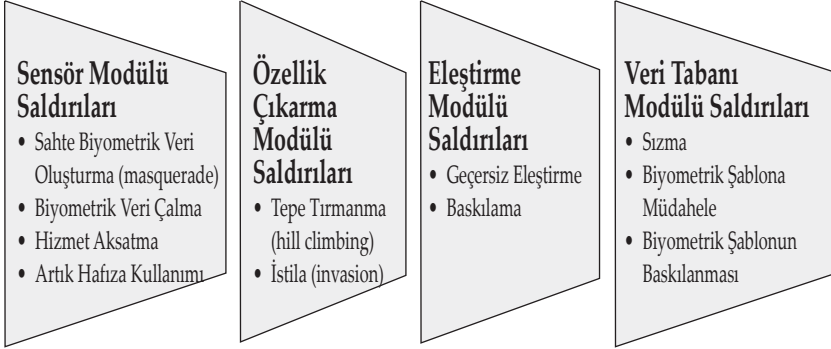 Sensör Modülü
Saldırıları
• Sahte Biyometrik Veri
Oluşturma (masquerade)
• Biyometrik Veri Çalma
• Hizmet Aksatma
• Artık Hafıza Kullanımı
Özellik
Çıkarma
Modülü
Saldırıları
• Tepe Tırmanma
(hill climbing)
• İstila (invasion)
Eleştirme
Modülü
Saldırıları
• Geçersiz Eleştirme
• Baskılama
Veri Tabanı
Modülü Saldırıları
• Sızma
• Biyometrik Şablona
Müdahele
• Biyometrik Şablonun
Baskılanması